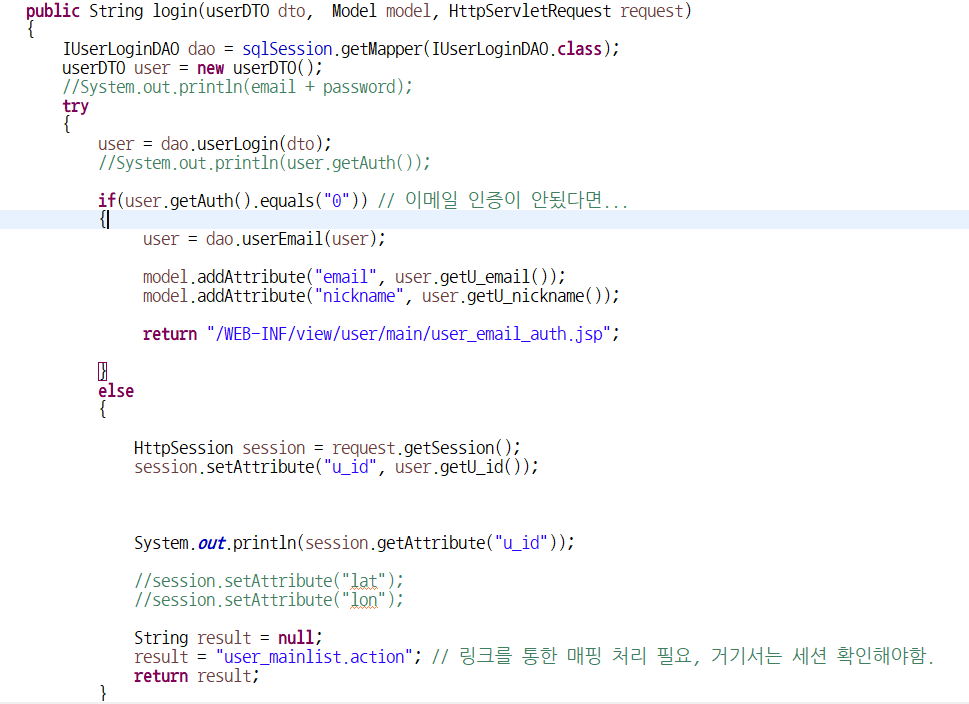 public String login(userDTO dto,  Model model, HttpServletRequest request)
{
    IUserLoginDAO dao = sqlSession.getMapper(IUserLoginDAO.class);
    userDTO user = new userDTO();
    //System.out.println(email + password);
    try
    {
        user = dao.userLogin(dto);
        //System.out.println(user.getAuth());
        if(user.getAuth().equals("0")) // 이메일 인증이 안됬다면...
        {
             user = dao.userEmail(user);
             model.addAttribute("email", user.getU_email());
             model.addAttribute("nickname", user.getU_nickname());
             return "/WEB-INF/view/user/main/user_email_auth.jsp";
        }
        else
        {
            HttpSession session = request.getSession();
            session.setAttribute("u_id", user.getU_id());
            System.out.println(session.getAttribute("u_id"));
            //session.setAttribute("lat");
            //session.setAttribute("lon");
            String result = null;
            result = "user_mainlist.action"; // 링크를 통한 매핑 처리 필요, 거기서는 세션 확인해야함.
            return result;
        }